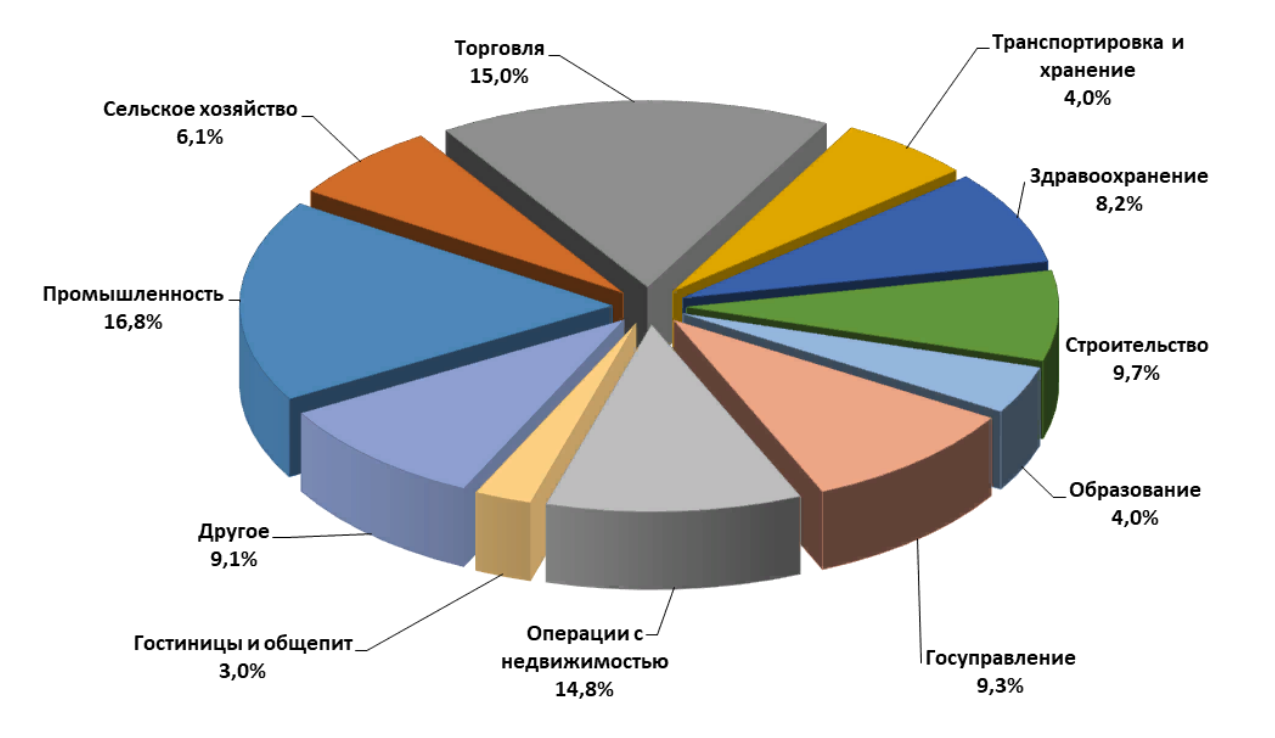 Торговля
15,0%
Транспортировка и
хранение
4,0%
Сельское хозяйство
6,1%
Здравоохранение
8,2%
Промышленность
16,8%
Строительство
9,7%
Образование
4,0%
Другое
9,1%
Гостиницы и общепит
3,0%
Операции с
недвижимостью
14,8%
Госуправление
9,3%